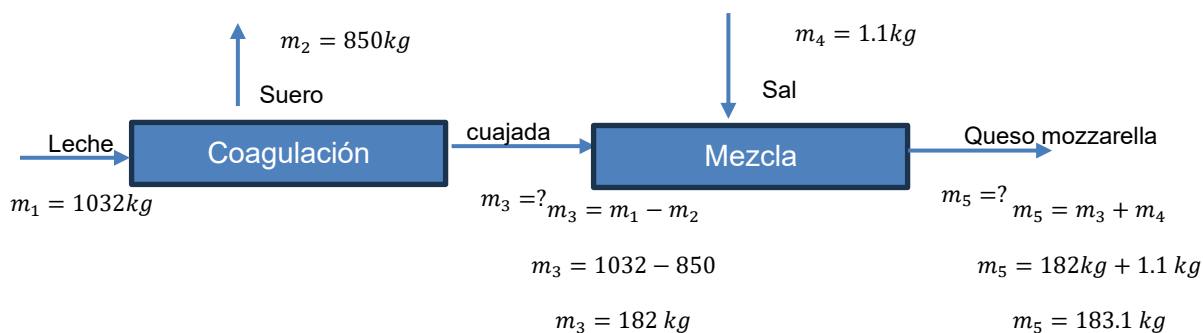 m₂ = 850kg
m₄ = 1.1kg
Suero
Sal
Leche
Coagulación
cuajada
Mezcla
Queso mozzarella
m₁ = 1032kg
m₃ =?
m₃ = m₁ − m₂
m₅ =?
m₅ = m₃ + m₄
m₃ = 1032 − 850
m₅ = 182kg + 1.1 kg
m₃ = 182 kg
m₅ = 183.1 kg